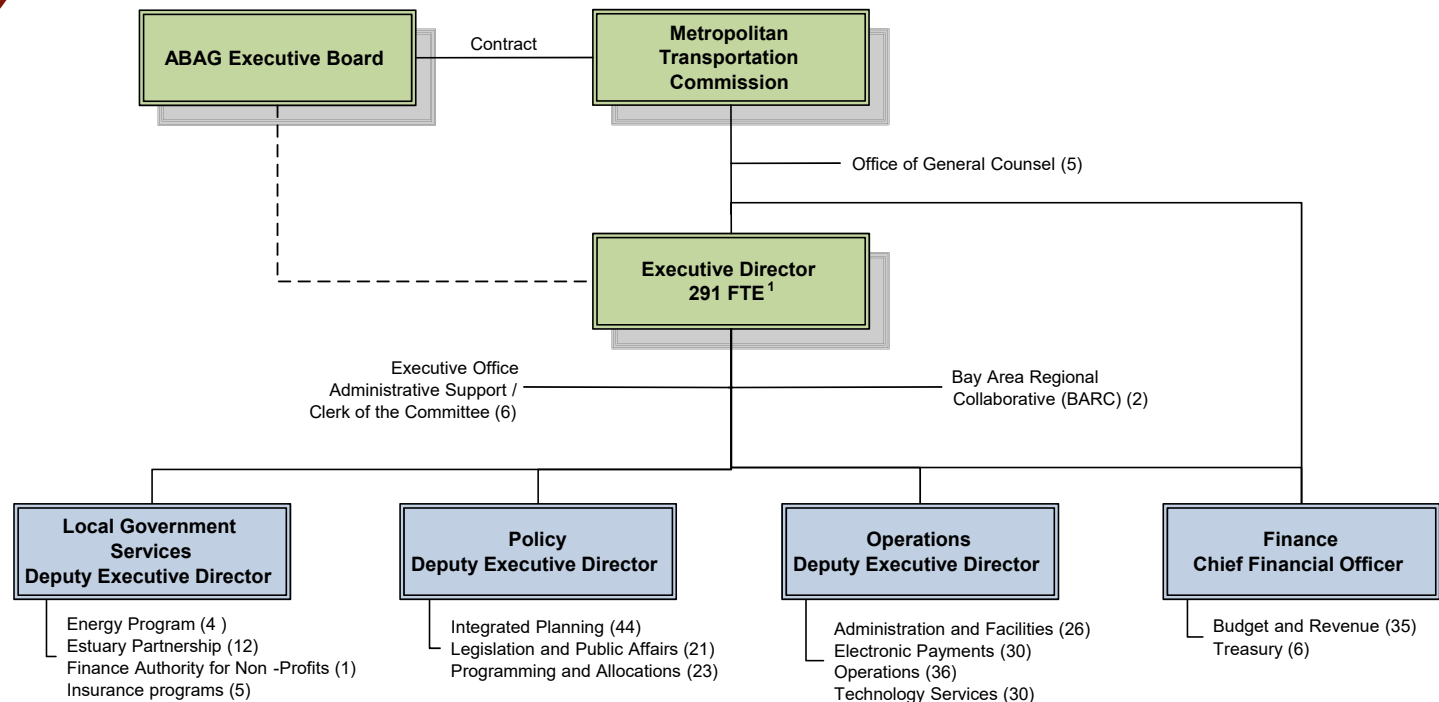 ABAG Executive Board
Contract
Metropolitan
Transportation
Commission
Office of General Counsel (5)
Executive Director
291 FTE 1
Executive Office
Administrative Support /
Clerk of the Committee (6)
Bay Area Regional
Collaborative (BARC) (2)
Local Government
Services
Deputy Executive Director
Energy Program (4 )
Estuary Partnership (12)
Finance Authority for Non -Profits (1)
Insurance programs (5)
Policy
Deputy Executive Director
Integrated Planning (44)
Legislation and Public Affairs (21)
Programming and Allocations (23)
Operations
Deputy Executive Director
Administration and Facilities (26)
Electronic Payments (30)
Operations (36)
Technology Services (30)
Finance
Chief Financial Officer
Budget and Revenue (35)
Treasury (6)